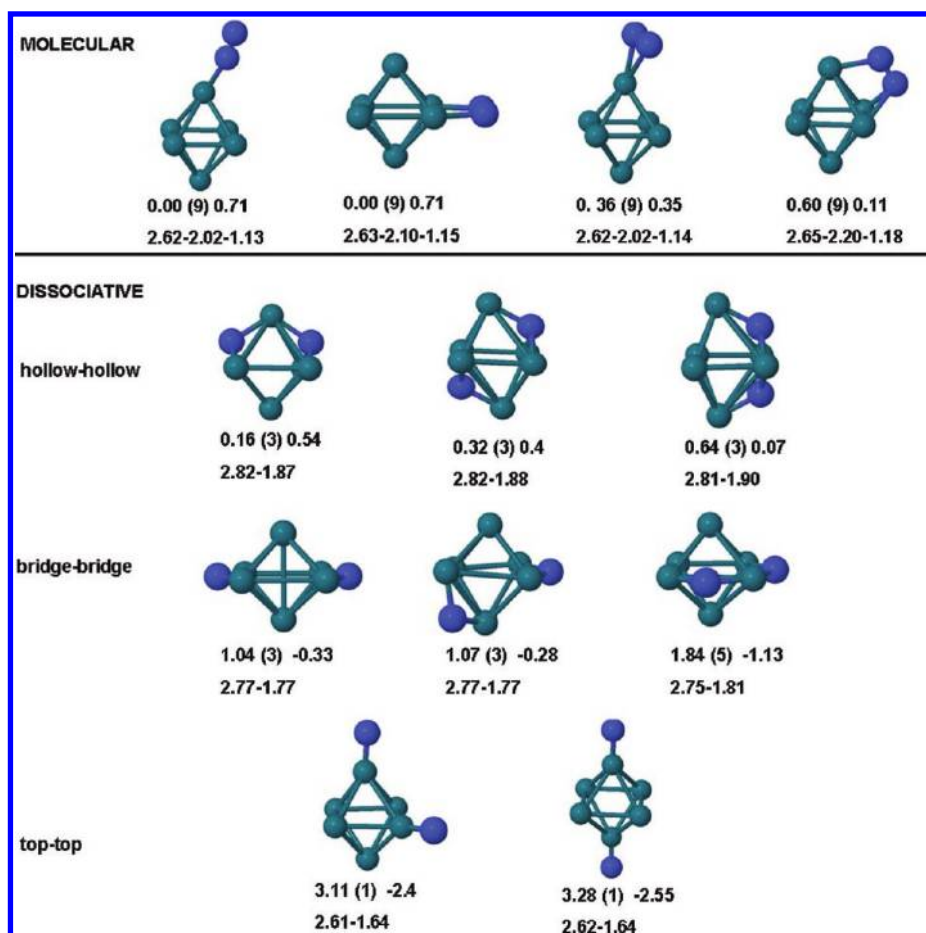 MOLECULAR
0.00 (9) 0.71
2.62-2.02-1.13
0.00 (9) 0.71
2.63-2.10-1.15
0. 36 (9) 0.35
2.62-2.02-1.14
0.60 (9) 0.11
2.65-2.20-1.18
DISSOCIATIVE
hollow-hollow
0.16 (3) 0.54
2.82-1.87
0.32 (3) 0.4
2.82-1.88
0.64 (3) 0.07
2.81-1.90
bridge-bridge
1.04 (3) -0.33
2.77-1.77
1.07 (3) -0.28
2.77-1.77
1.84 (5) -1.13
2.75-1.81
top-top
3.11 (1) -2.4
2.61-1.64
3.28 (1) -2.55
2.62-1.64